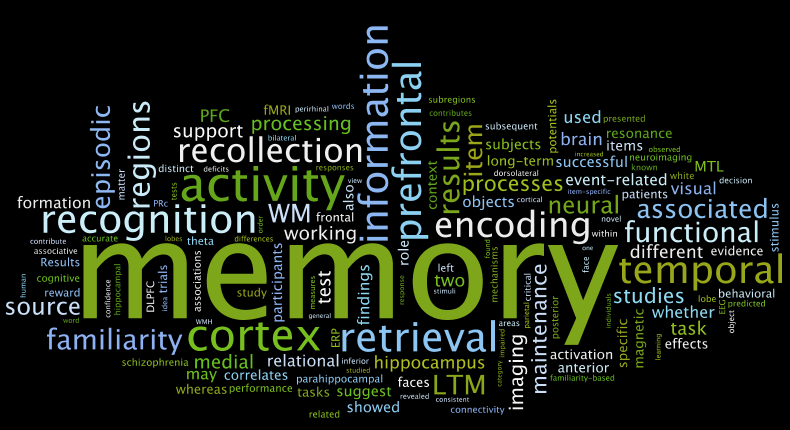 information
prefrontal
episodic
regions
PFC
fMRI
perirhinal
words
subregions
contributes
support
processing
bilateral
recollection
distinct
deficits
responses
matter
activity
tests
also
view
formation
PRc
recognition
order
WM
frontal
working
context
results
item
subsequent
subjects
long-term
dorsolateral
processes
objects
cortical
potentials
used
presented
brain
resonance
items
observed
increased
neuroimaging
successful
known
MTL
event-related
white
decision
item-specific
patients
visual
neural
associated
stimulus
encoding
within
novel
functional
contribute
accurate
lobes
theta
differences
associative
Results
human
cognitive
reward
word
source
confidence
hippocampal
DLPFC
idea
trials
associations
memory
study
participants
measures
test
general
findings
role
response
left
two
stimuli
found
mechanisms
one
face
different
evidence
temporal
studies
lobe
behavioral
EEG
predicted
whether
object
individuals
critical
parietal
maintenance
posterior
areas
familiarity
cortex
WMH
ERP
retrieval
imaging
impaired
category
specific
magnetic
learning
task
effects
schizophrenia
medial
relational
inferior
hippocampus
activation
anterior
familiarity-based
may
correlates
studied
parahippocampal
faces
LTM
revealed
consistent
whereas
performance
tasks
suggest
showed
connectivity
related